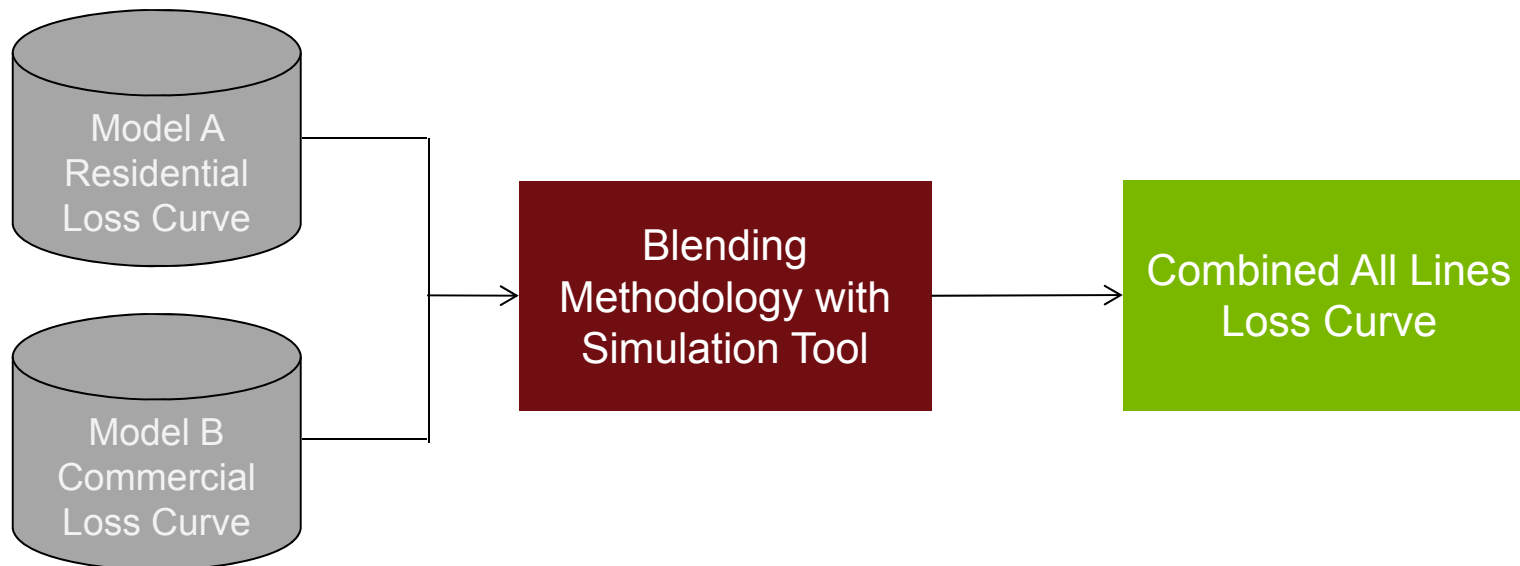 Model A
Residential
Loss Curve
Model B
Commercial
Loss Curve
Blending
Methodology with
Simulation Tool
Combined All Lines
Loss Curve